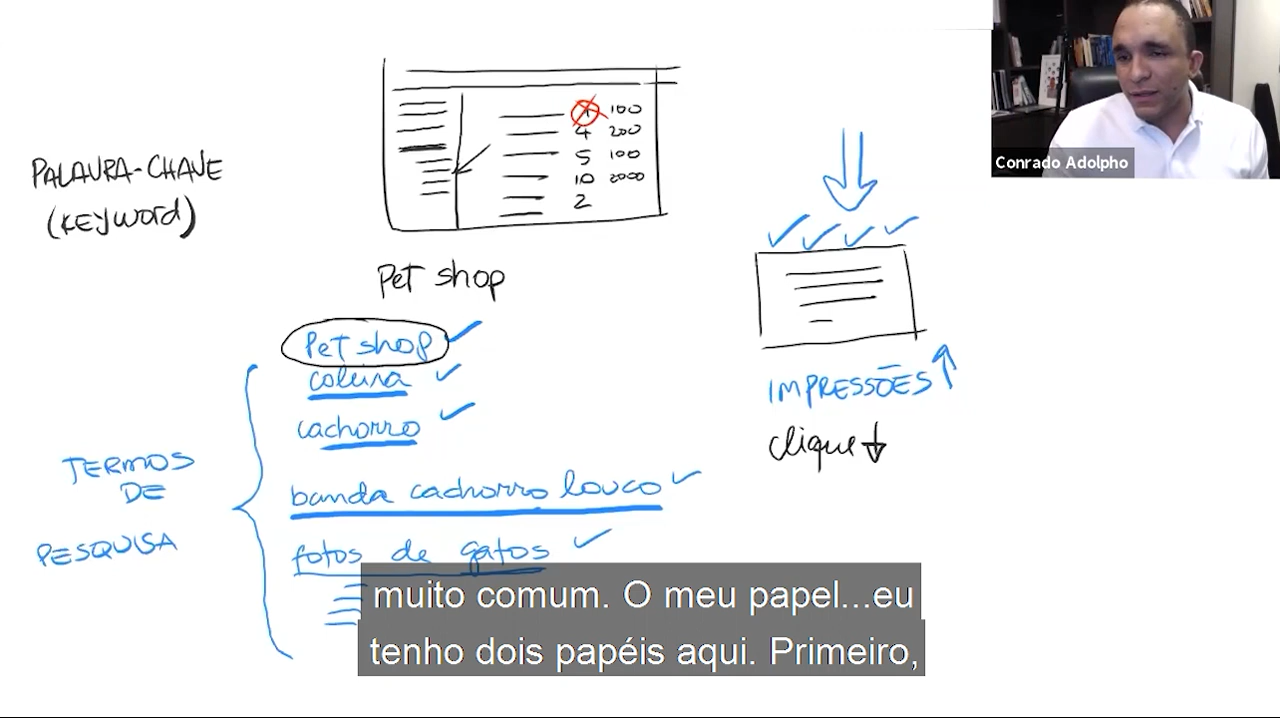 Conrado Adolpho
PALAVRA-CHAVE
(KEYWORD)
100
4 200
5 100
10 2000
2
Pet shop
Pet shop
coleira
cachorro
banda cachorro louco
fotos de gatos
TERMOS
DE
PESQUISA
IMPRESSÕES
clique
muito comum. O meu papel...eu
tenho dois papéis aqui. Primeiro,